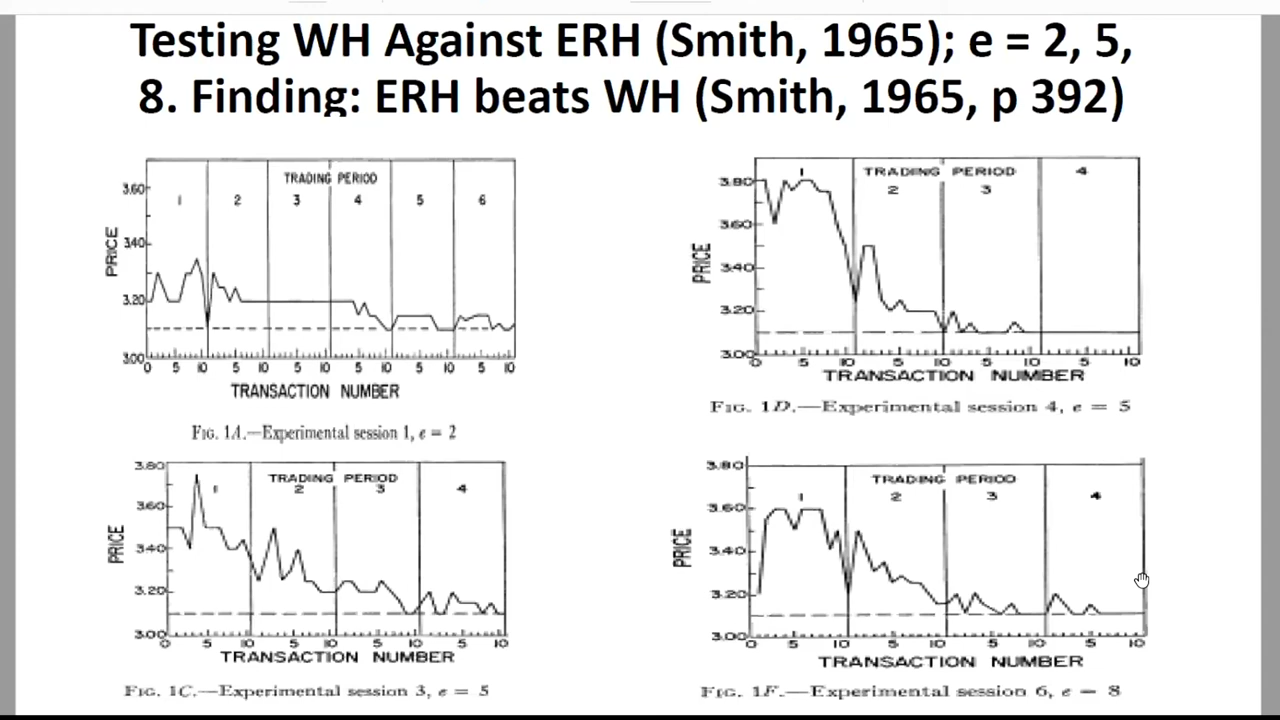 Testing WH Against ERH (Smith, 1965); e = 2, 5,
8. Finding: ERH beats WH (Smith, 1965, p 392)
TRADING PERIOD
1 2 3 4 5 6
3.60
3.40
3.20
3.00
PRICE
0 5 10 5 10 5 10 5 10 5 10 5 10
TRANSACTION NUMBER
FIG. 1A.—Experimental session 1, e = 2
TRADING PERIOD
1 2 3 4
3.80
3.60
3.40
3.20
3.00
PRICE
0 5 10 5 10 5 10 5 10
TRANSACTION NUMBER
FIG. 1D.—Experimental session 4, e = 5
TRADING PERIOD
1 2 3 4
3.80
3.60
3.40
3.20
3.00
PRICE
0 5 10 5 10 5 10 5 10
TRANSACTION NUMBER
FIG. 1C.—Experimental session 3, e = 5
TRADING PERIOD
1 2 3 4
3.80
3.60
3.40
3.20
3.00
PRICE
0 5 10 5 10 5 10 5 10
TRANSACTION NUMBER
FIG. 1F.—Experimental session 6, e = 8